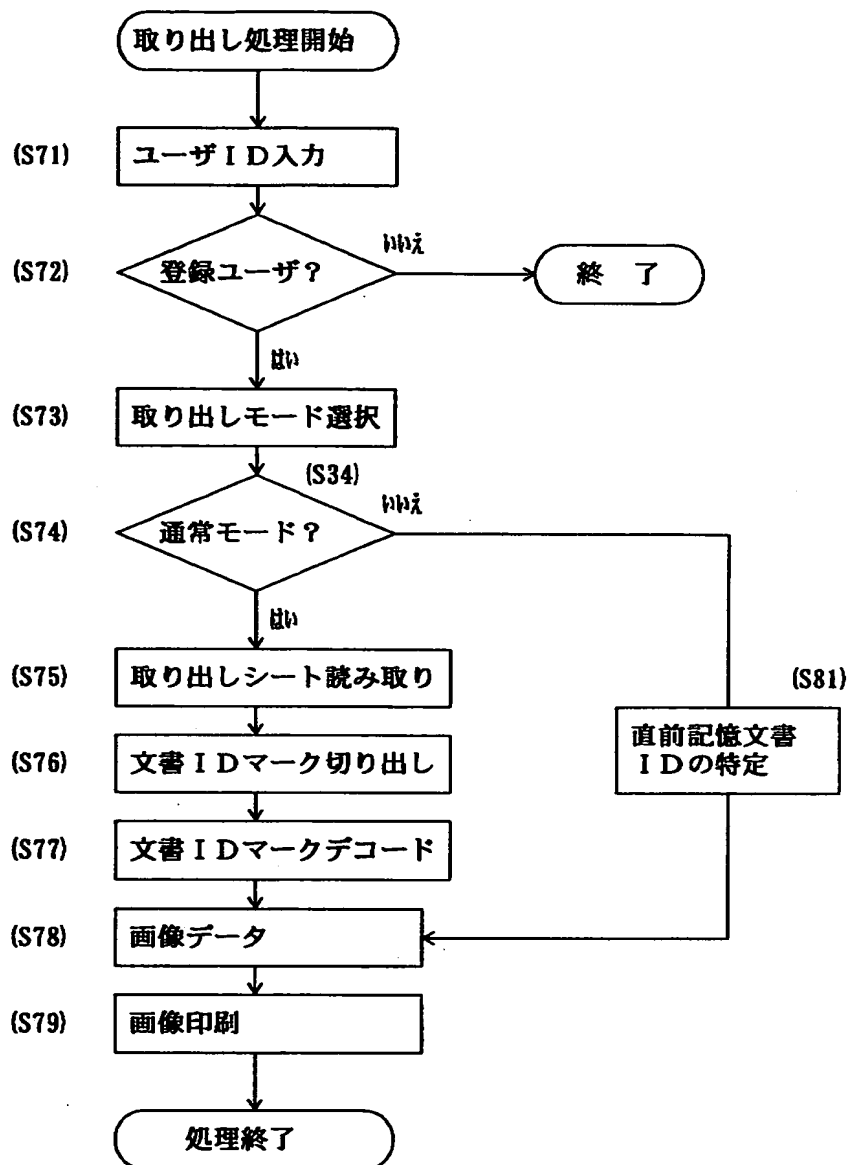 取り出し処理開始
(S71)
ユーザＩＤ入力
(S72)
登録ユーザ？
いいえ
終　了
はい
(S73)
取り出しモード選択
(S34)
(S74)
通常モード？
いいえ
はい
(S75)
取り出しシート読み取り
(S81)
直前記憶文書
ＩＤの特定
(S76)
文書ＩＤマーク切り出し
(S77)
文書ＩＤマークデコード
(S78)
画像データ
(S79)
画像印刷
処理終了